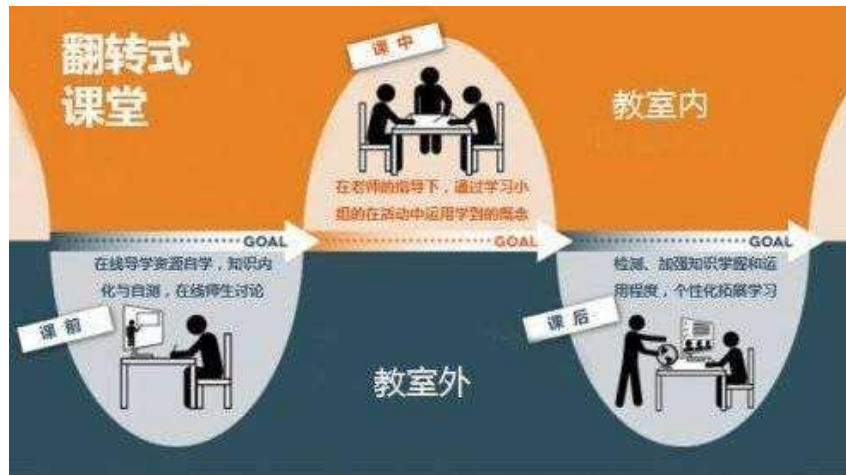 翻转式
课堂
课中
教室内
在老师的指导下，通过学习小
组的在活动中运用学到的概念
GOAL
GOAL
GOAL
在线导学资源自学，知识内
化与自测，在线师生讨论
课前
检测、加强知识掌握和运
用程度，个性化拓展学习
课后
教室外